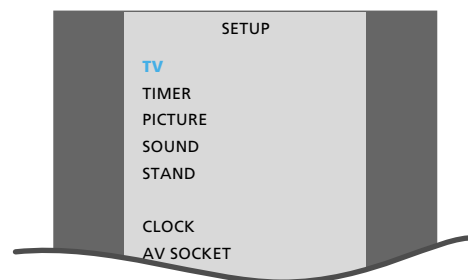 SETUP
TV
TIMER
PICTURE
SOUND
STAND
CLOCK
AV SOCKET